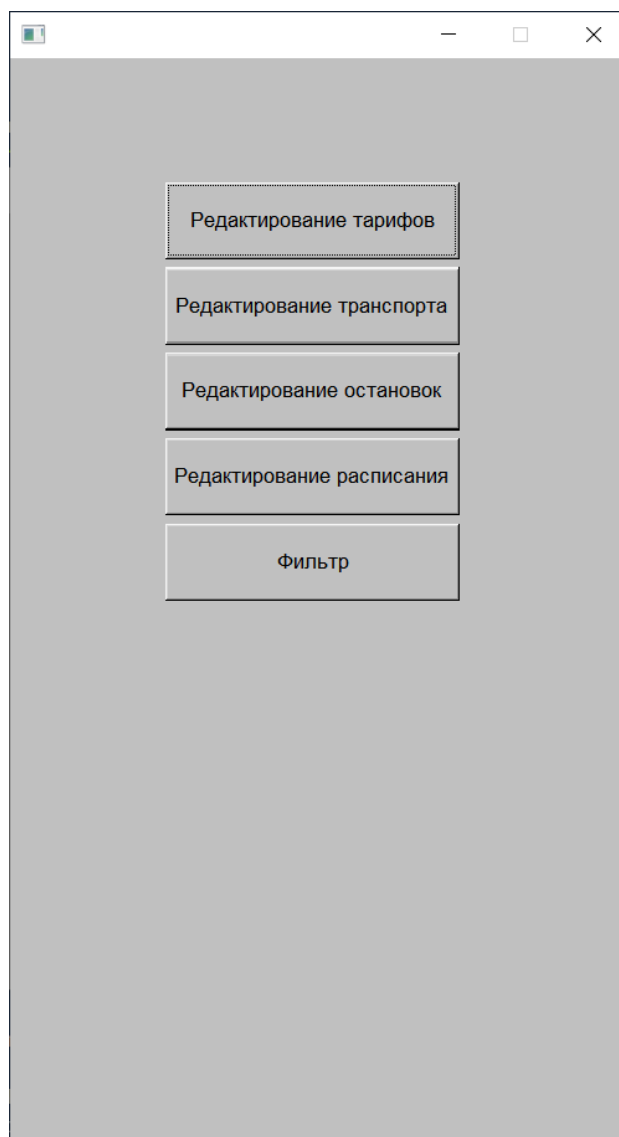 Редактирование тарифов
Редактирование транспорта
Редактирование остановок
Редактирование расписания
Фильтр